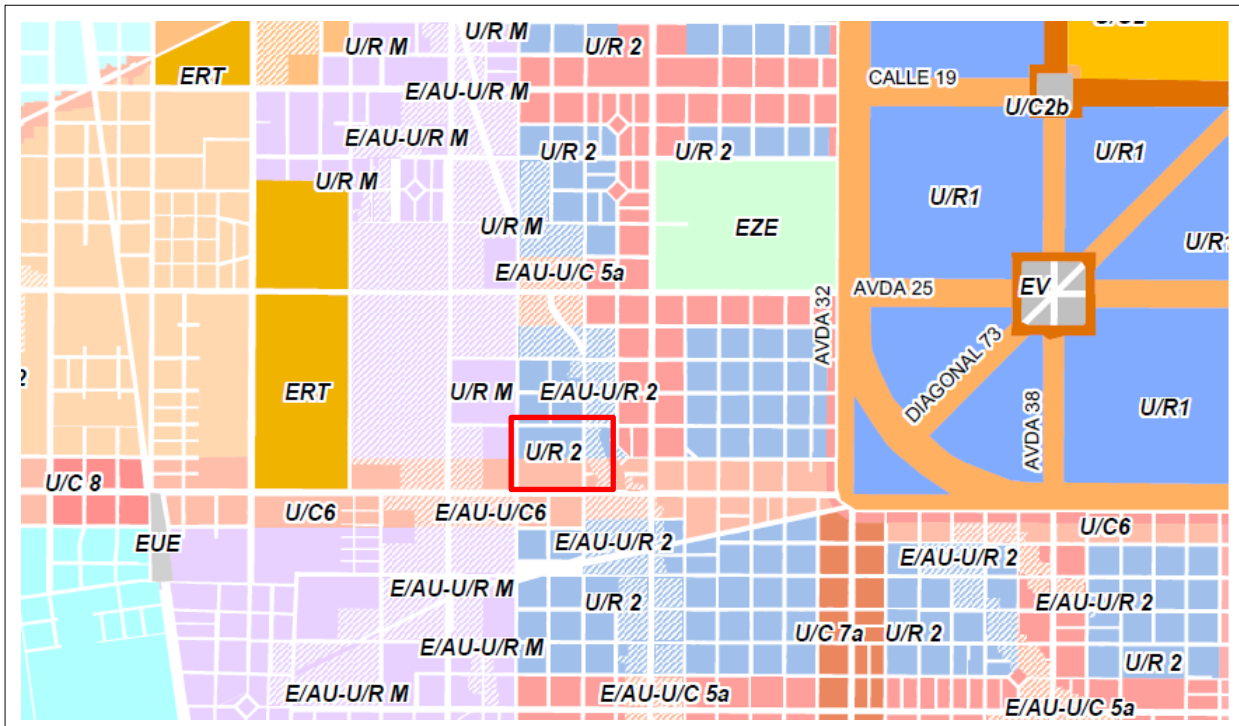 U/C2
U/R M
U/R M
U/R 2
ERT
CALLE 19
E/AU-U/R M
U/C2b
E/AU-U/R M
U/R 2
U/R 2
U/R1
U/R M
U/R1
U/R M
EZE
U/R1
E/AU-U/C 5a
AVDA 25
EV
AVDA 32
DIAGONAL 73
ERT
U/R M
E/AU-U/R 2
AVDA 38
U/R1
U/R 2
U/C 8
U/C6
E/AU-U/C6
U/C6
EUE
E/AU-U/R 2
E/AU-U/R 2
E/AU-U/R M
U/R 2
E/AU-U/R 2
E/AU-U/R M
U/C 7a
U/R 2
U/R 2
E/AU-U/R M
E/AU-U/C 5a
E/AU-U/C 5a